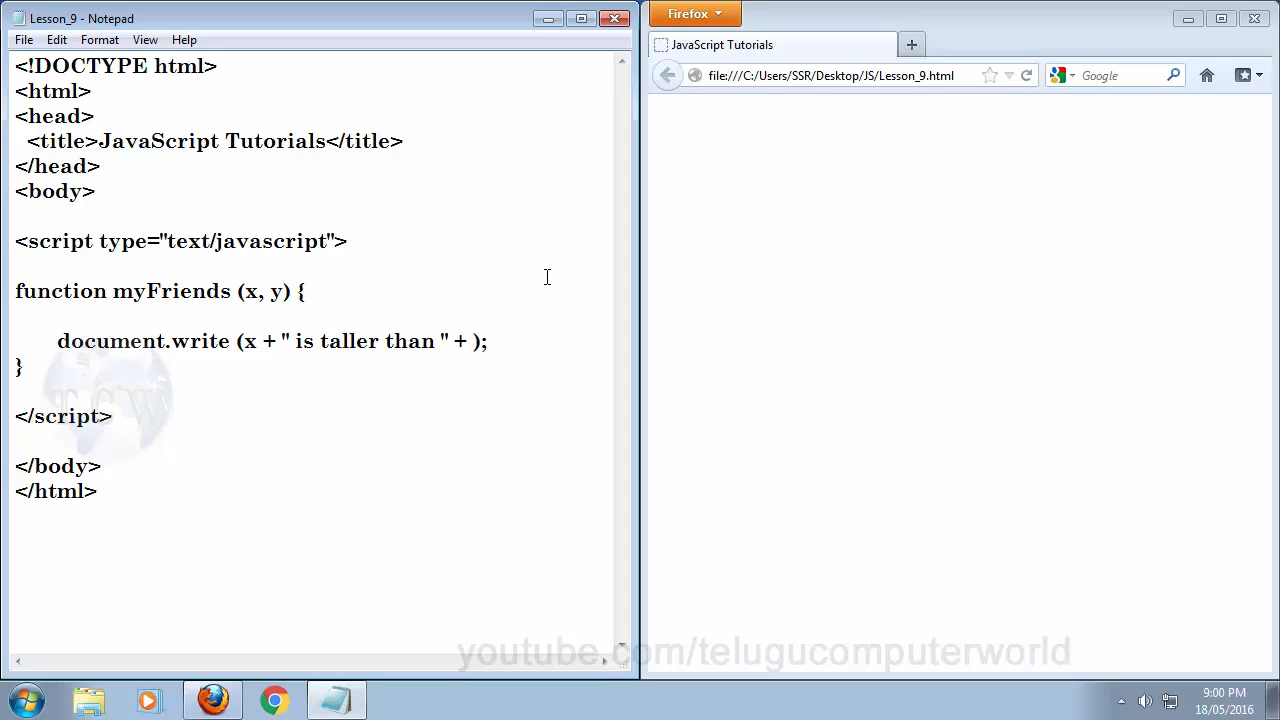 Lesson_9 - Notepad
File Edit Format View Help
<!DOCTYPE html>
<html>
<head>
<title>JavaScript Tutorials</title>
</head>
<body>
<script type="text/javascript">
function myFriends (x, y) {
document.write (x + " is taller than " + );
}
</script>
</body>
</html>
Firefox
JavaScript Tutorials
file:///C:/Users/SSR/Desktop/JS/Lesson_9.html
Google
youtube.com/telugucomputerworld
9:00 PM
18/05/2016